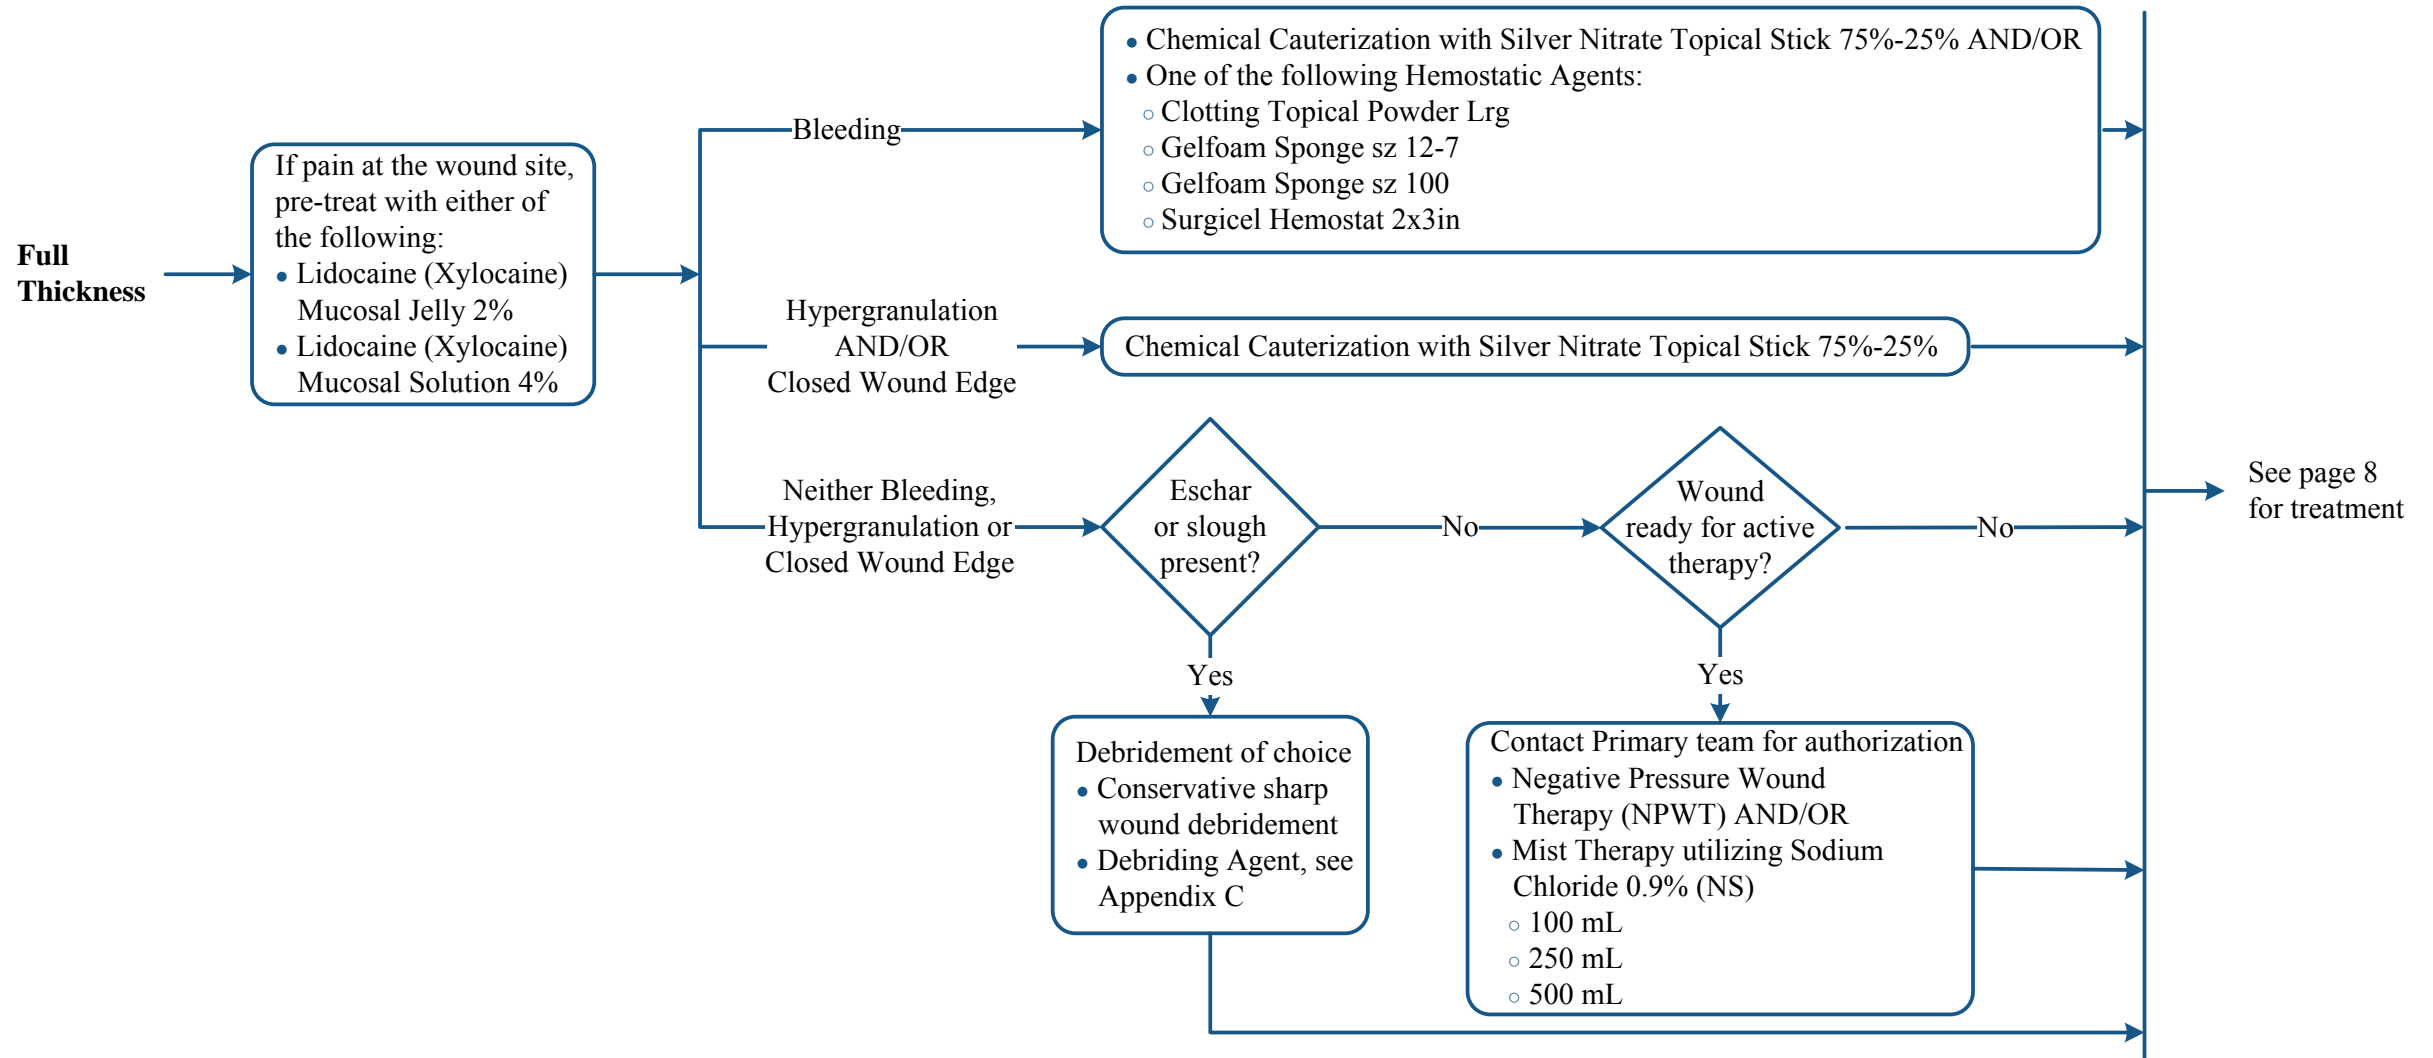 Full
Thickness
If pain at the wound site,
pre-treat with either of
the following:
• Lidocaine (Xylocaine)
Mucosal Jelly 2%
• Lidocaine (Xylocaine)
Mucosal Solution 4%
Bleeding
• Chemical Cauterization with Silver Nitrate Topical Stick 75%-25% AND/OR
• One of the following Hemostatic Agents:
○ Clotting Topical Powder Lrg
○ Gelfoam Sponge sz 12-7
○ Gelfoam Sponge sz 100
○ Surgicel Hemostat 2x3in
Hypergranulation
AND/OR
Closed Wound Edge
Chemical Cauterization with Silver Nitrate Topical Stick 75%-25%
Neither Bleeding,
Hypergranulation or
Closed Wound Edge
Eschar
or slough
present?
No
Wound
ready for active
therapy?
No
Yes
Debridement of choice
• Conservative sharp
wound debridement
• Debriding Agent, see
Appendix C
Yes
Contact Primary team for authorization
• Negative Pressure Wound
Therapy (NPWT) AND/OR
• Mist Therapy utilizing Sodium
Chloride 0.9% (NS)
○ 100 mL
○ 250 mL
○ 500 mL
See page 8
for treatment